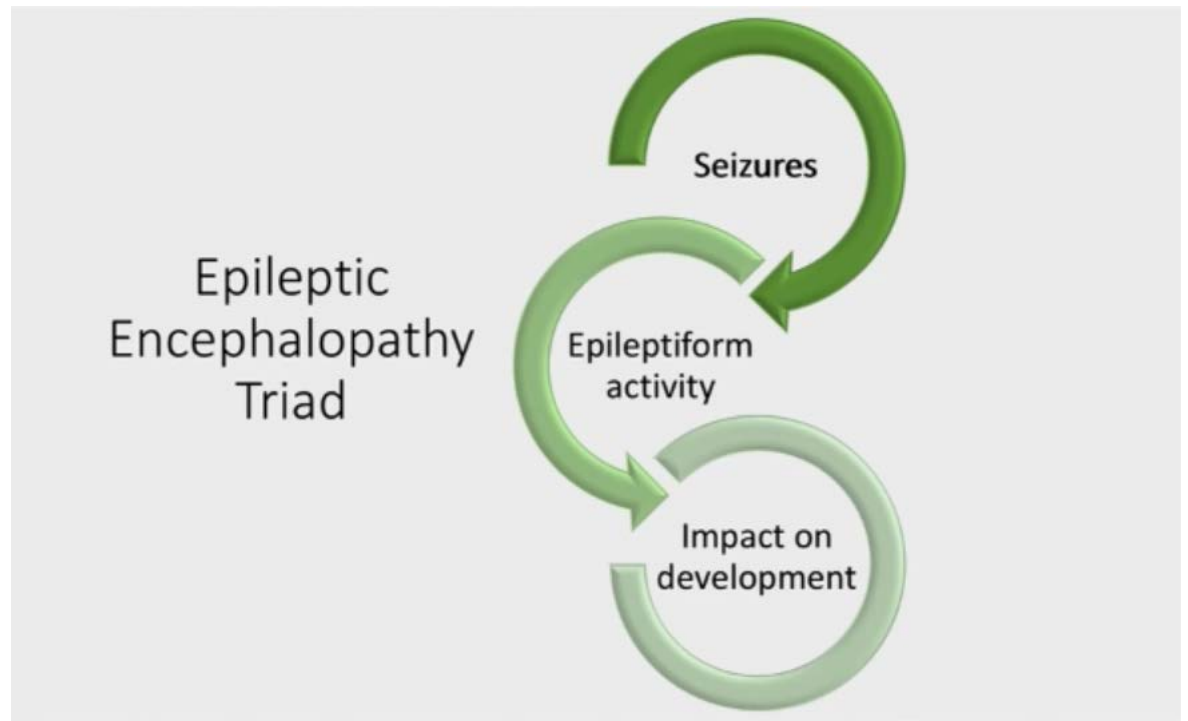 Epileptic
Encephalopathy
Triad
Seizures
Epileptiform
activity
Impact on
development